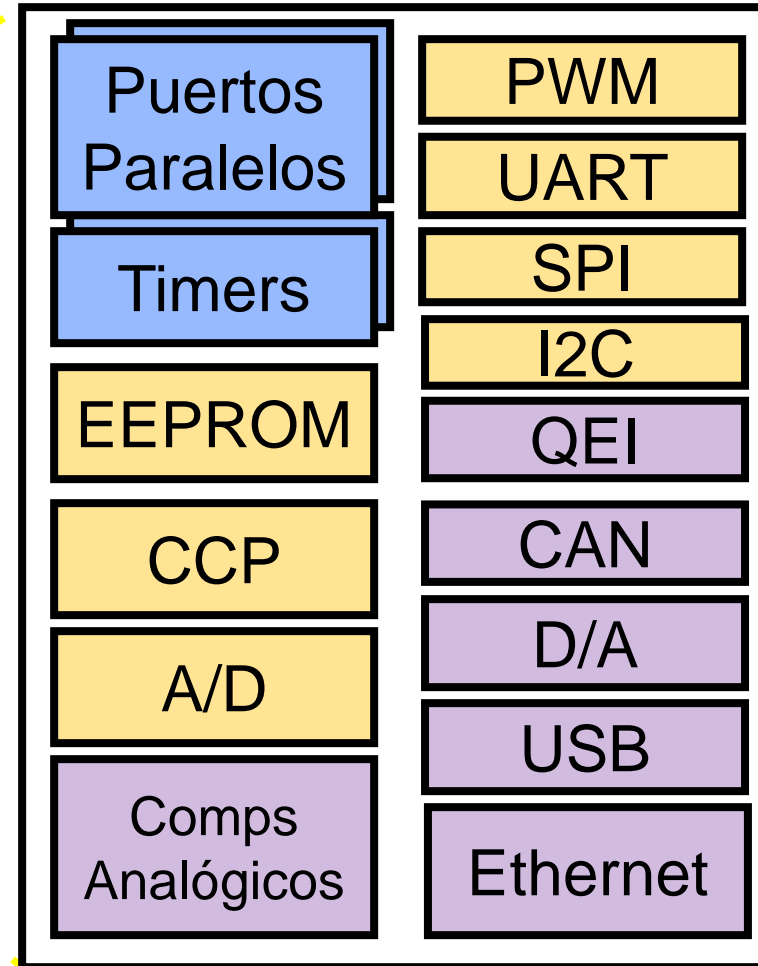 Puertos
Paralelos
Timers
EEPROM
CCP
A/D
Comps
Analógicos
PWM
UART
SPI
I2C
QEI
CAN
D/A
USB
Ethernet